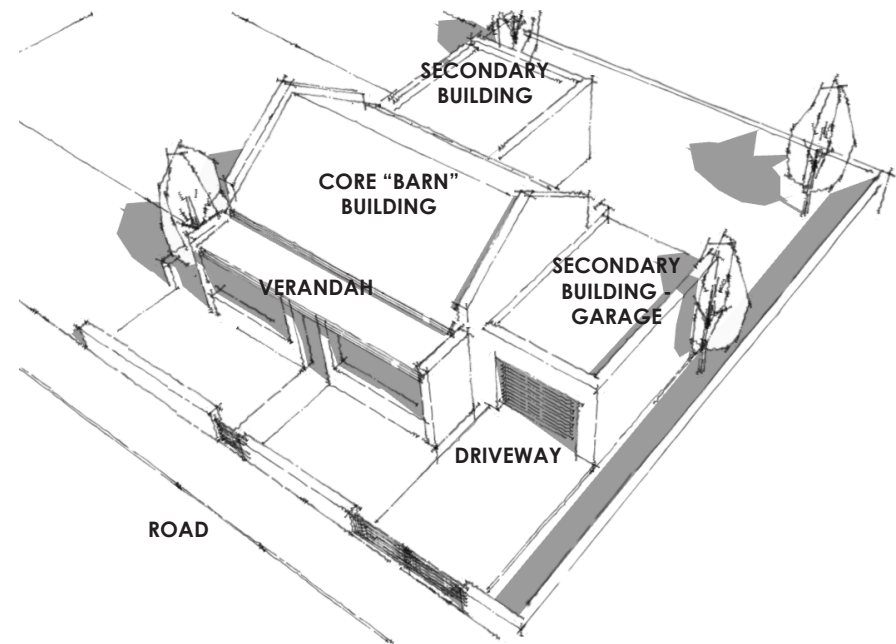 SECONDARY
BUILDING
CORE “BARN”
BUILDING
VERANDAH
SECONDARY
BUILDING -
GARAGE
DRIVEWAY
ROAD